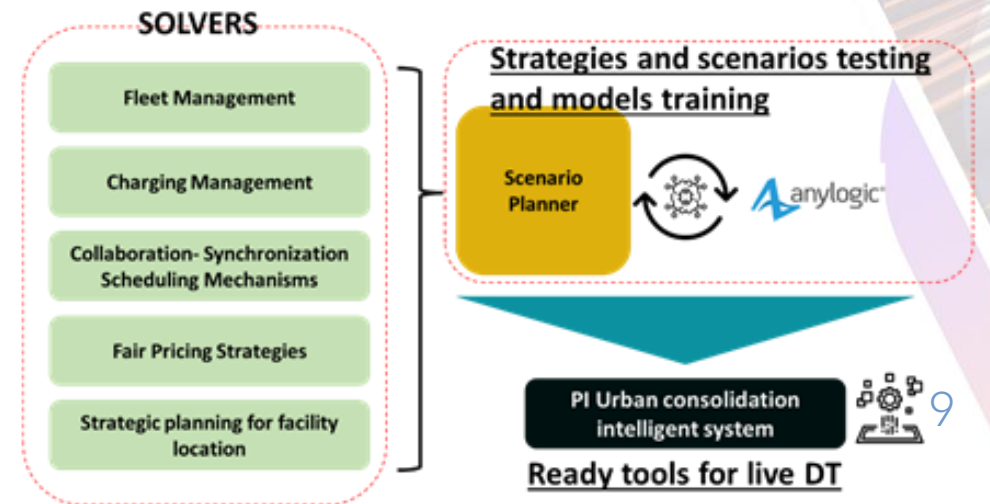 SOLVERS
Fleet Management
Charging Management
Collaboration- Synchronization
Scheduling Mechanisms
Fair Pricing Strategies
Strategic planning for facility
location
Strategies and scenarios testing
and models training
Scenario
Planner
anylogic
PI Urban consolidation
intelligent system
9
Ready tools for live DT